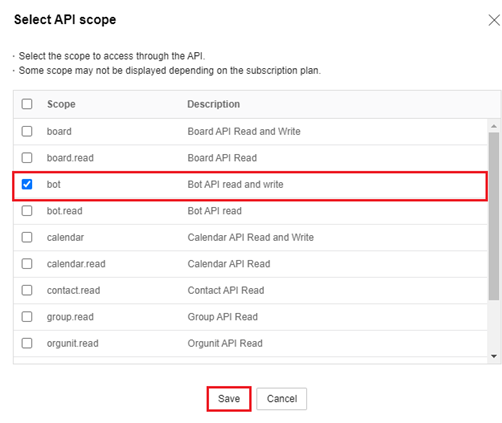 Select API scope
· Select the scope to access through the API.
· Some scope may not be displayed depending on the subscription plan.
Scope Description
board Board API Read and Write
board.read Board API Read
bot Bot API read and write
bot.read Bot API read
calendar Calendar API Read and Write
calendar.read Calendar API Read
contact.read Contact API Read
group.read Group API Read
orgunit.read Orgunit API Read
Save Cancel